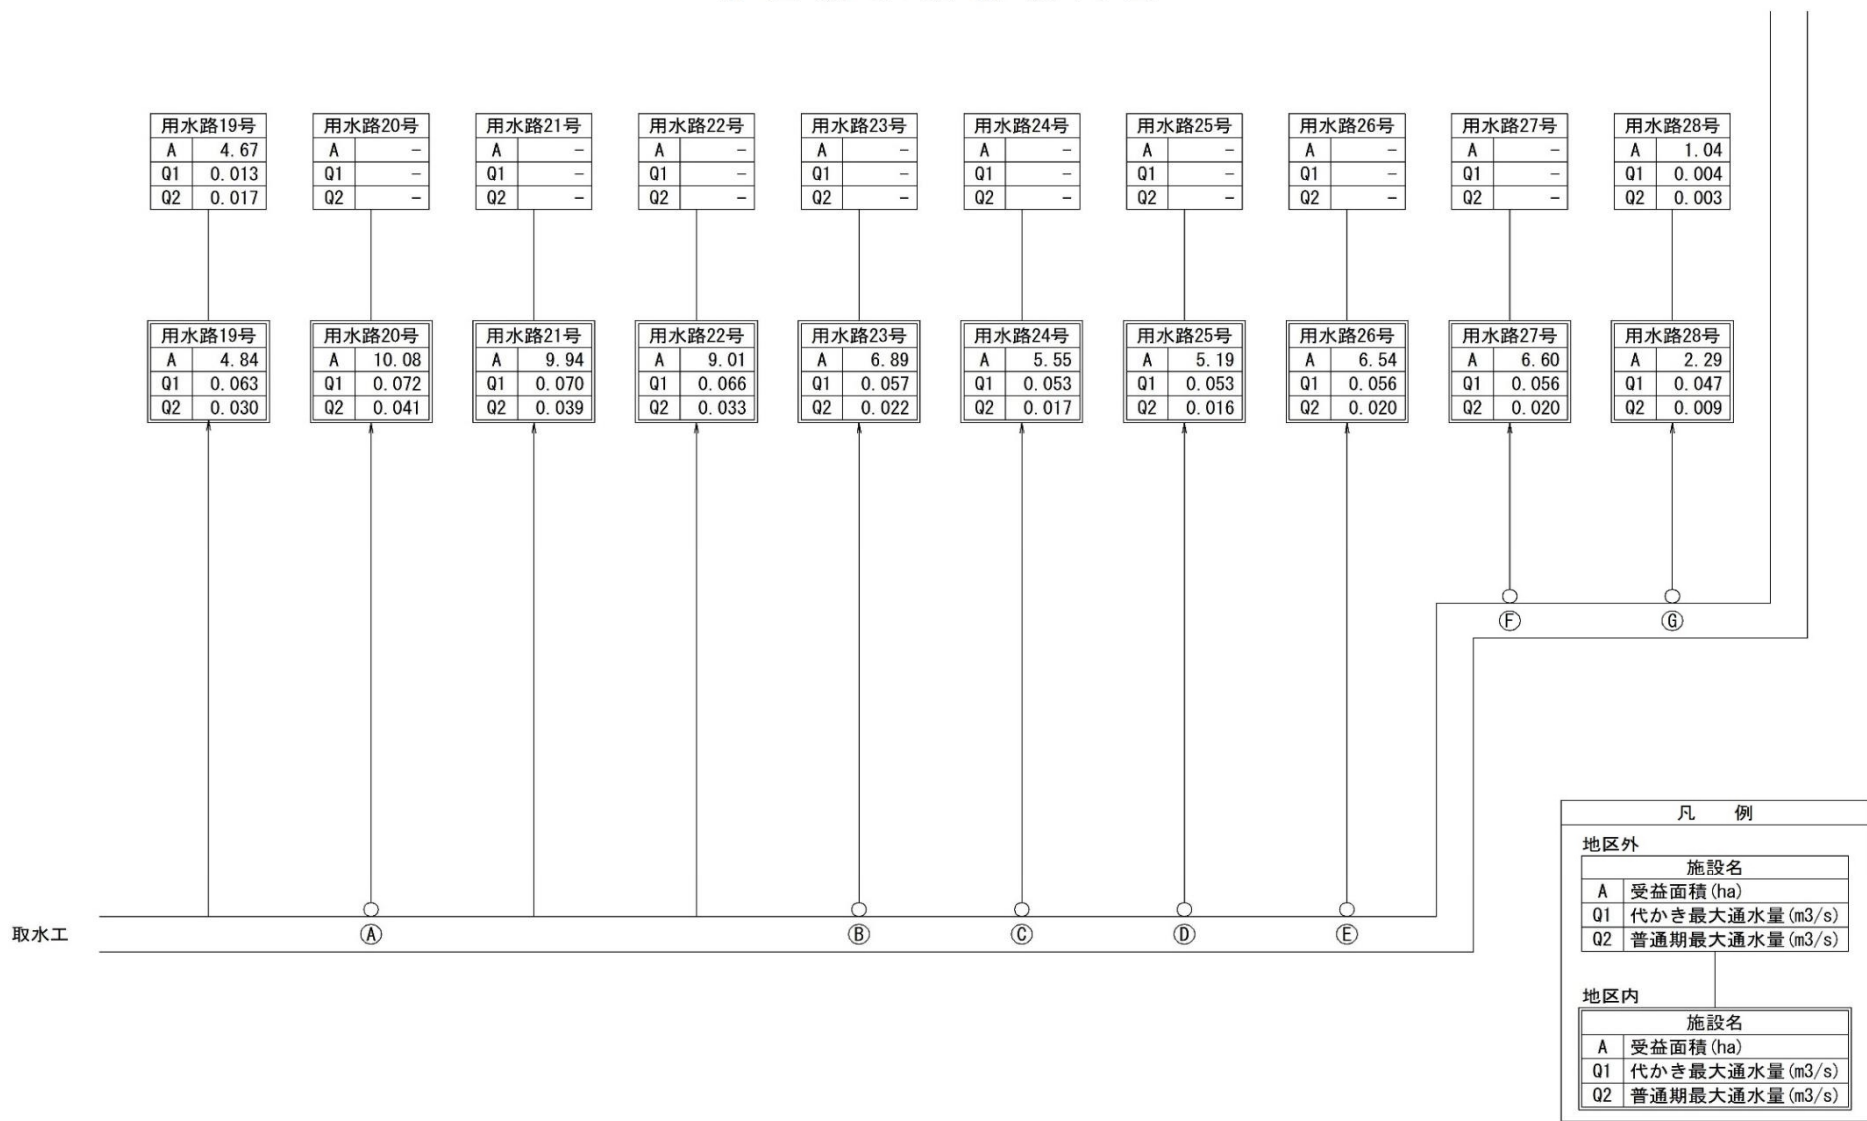 用水路19号 用水路20号 用水路21号 用水路22号 用水路23号 用水路24号 用水路25号 用水路26号 用水路27号 用水路28号
A 4.67 A － A － A － A － A － A － A － A － A 1.04
Q1 0.013 Q1 － Q1 － Q1 － Q1 － Q1 － Q1 － Q1 － Q1 － Q1 0.004
Q2 0.017 Q2 － Q2 － Q2 － Q2 － Q2 － Q2 － Q2 － Q2 － Q2 0.003
用水路19号 用水路20号 用水路21号 用水路22号 用水路23号 用水路24号 用水路25号 用水路26号 用水路27号 用水路28号
A 4.84 A 10.08 A 9.94 A 9.01 A 6.89 A 5.55 A 5.19 A 6.54 A 6.60 A 2.29
Q1 0.063 Q1 0.072 Q1 0.070 Q1 0.066 Q1 0.057 Q1 0.053 Q1 0.053 Q1 0.056 Q1 0.056 Q1 0.047
Q2 0.030 Q2 0.041 Q2 0.039 Q2 0.033 Q2 0.022 Q2 0.017 Q2 0.016 Q2 0.020 Q2 0.020 Q2 0.009
Ⓕ Ⓖ
取水工 Ⓐ Ⓑ Ⓒ Ⓓ Ⓔ
凡 例
地区外
施設名
A 受益面積(ha)
Q1 代かき最大通水量(m3/s)
Q2 普通期最大通水量(m3/s)
地区内
施設名
A 受益面積(ha)
Q1 代かき最大通水量(m3/s)
Q2 普通期最大通水量(m3/s)